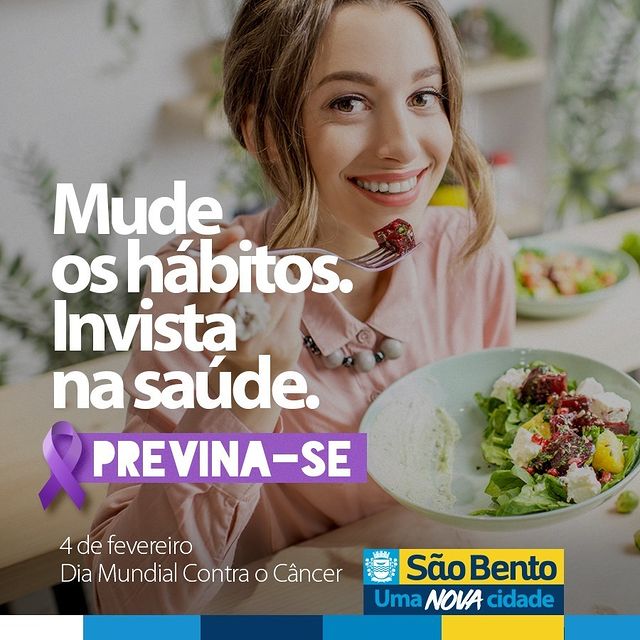 Mude
os hábitos.
Invista
na saúde.
PREVINA-SE
4 de fevereiro
Dia Mundial Contra o Câncer
São Bento
Uma NOVA cidade